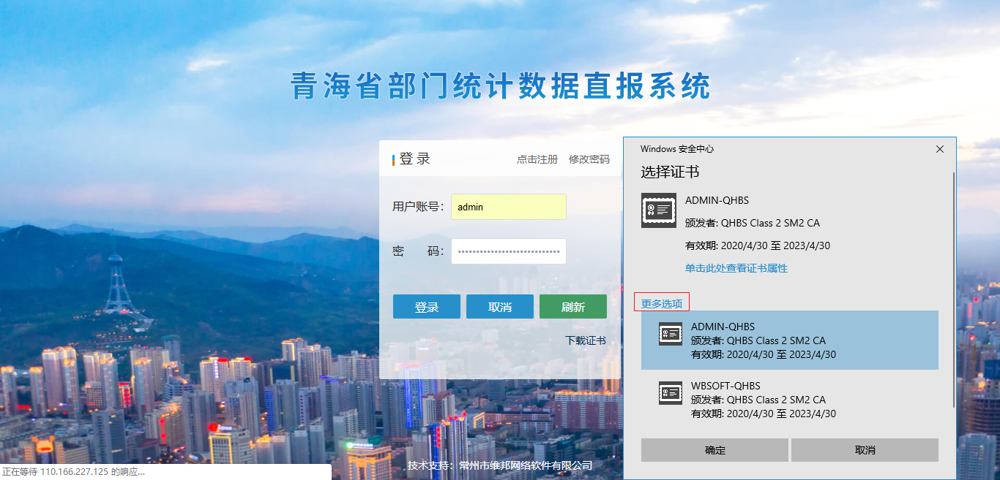 青海省部门统计数据直报系统
登 录
点击注册 修改密码
用户账号：
admin
密 码：
••••••••••••••••••••••••••••
登录 取消 刷新
下载证书
技术支持：常州市维邦网络软件有限公司
正在等待 110.166.227.125 的响应...
Windows 安全中心
选择证书
ADMIN-QHBS
颁发者: QHBS Class 2 SM2 CA
有效期: 2020/4/30 至 2023/4/30
单击此处查看证书属性
更多选项
ADMIN-QHBS
颁发者: QHBS Class 2 SM2 CA
有效期: 2020/4/30 至 2023/4/30
WBSOFT-QHBS
颁发者: QHBS Class 2 SM2 CA
有效期: 2020/4/30 至 2023/4/30
确定 取消